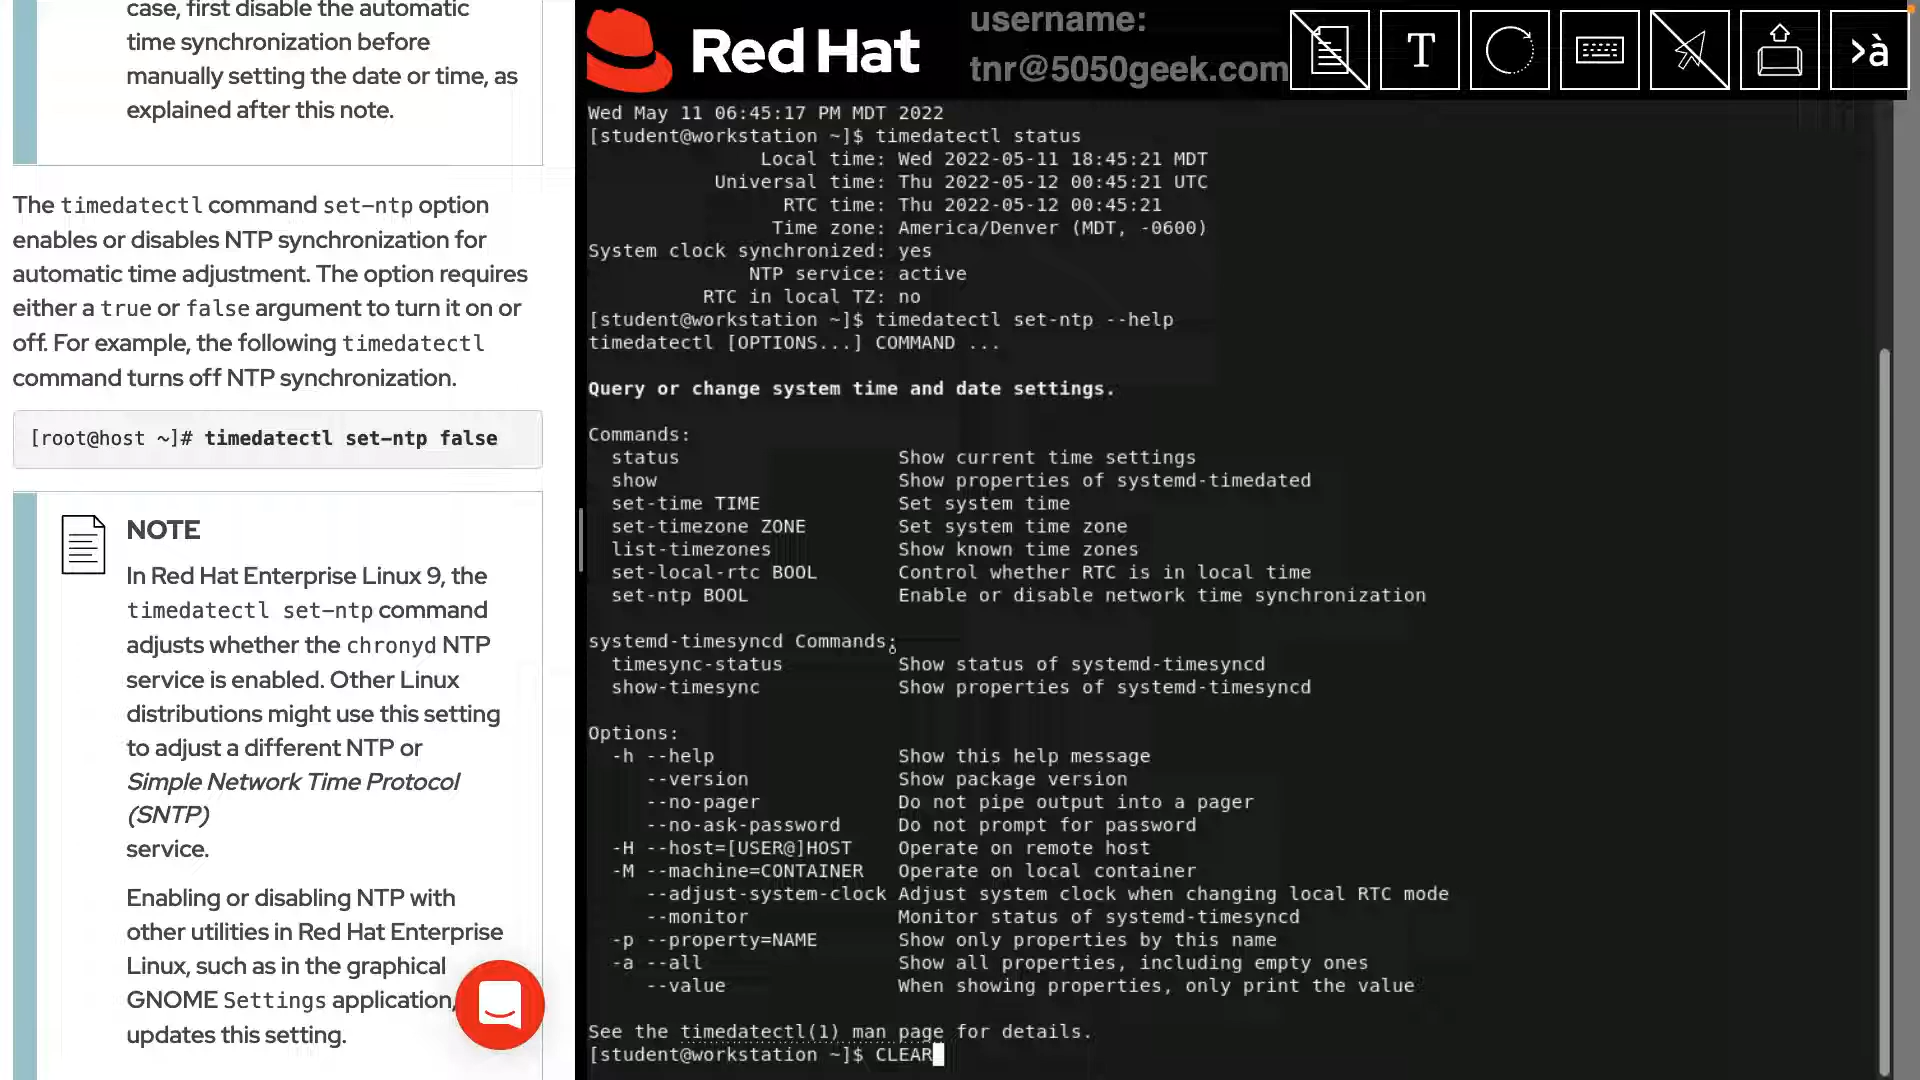 case, first disable the automatic
time synchronization before
manually setting the date or time, as
explained after this note.
The timedatectl command set-ntp option
enables or disables NTP synchronization for
automatic time adjustment. The option requires
either a true or false argument to turn it on or
off. For example, the following timedatectl
command turns off NTP synchronization.
[root@host ~]# timedatectl set-ntp false
NOTE
In Red Hat Enterprise Linux 9, the
timedatectl set-ntp command
adjusts whether the chronyd NTP
service is enabled. Other Linux
distributions might use this setting
to adjust a different NTP or
Simple Network Time Protocol
(SNTP)
service.
Enabling or disabling NTP with
other utilities in Red Hat Enterprise
Linux, such as in the graphical
GNOME Settings application,
updates this setting.
Red Hat
username:
tnr@5050geek.com
T
>à
Wed May 11 06:45:17 PM MDT 2022
[student@workstation ~]$ timedatectl status
Local time: Wed 2022-05-11 18:45:21 MDT
Universal time: Thu 2022-05-12 00:45:21 UTC
RTC time: Thu 2022-05-12 00:45:21
Time zone: America/Denver (MDT, -0600)
System clock synchronized: yes
NTP service: active
RTC in local TZ: no
[student@workstation ~]$ timedatectl set-ntp --help
timedatectl [OPTIONS...] COMMAND ...
Query or change system time and date settings.
Commands:
status Show current time settings
show Show properties of systemd-timedated
set-time TIME Set system time
set-timezone ZONE Set system time zone
list-timezones Show known time zones
set-local-rtc BOOL Control whether RTC is in local time
set-ntp BOOL Enable or disable network time synchronization
systemd-timesyncd Commands:
timesync-status Show status of systemd-timesyncd
show-timesync Show properties of systemd-timesyncd
Options:
-h --help Show this help message
--version Show package version
--no-pager Do not pipe output into a pager
--no-ask-password Do not prompt for password
-H --host=[USER@]HOST Operate on remote host
-M --machine=CONTAINER Operate on local container
--adjust-system-clock Adjust system clock when changing local RTC mode
--monitor Monitor status of systemd-timesyncd
-p --property=NAME Show only properties by this name
-a --all Show all properties, including empty ones
--value When showing properties, only print the value
See the timedatectl(1) man page for details.
[student@workstation ~]$ CLEAR